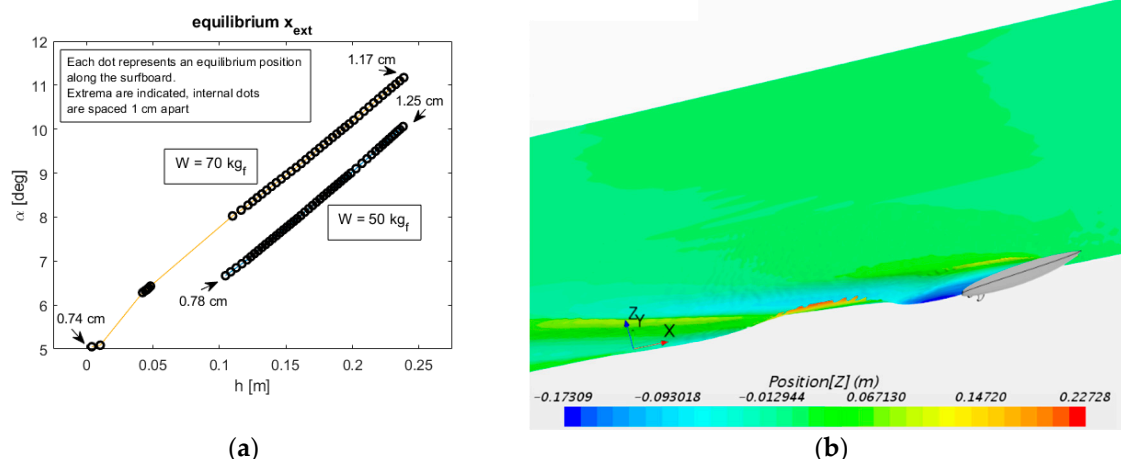 equilibrium x_ext
12
11
10
9
8
7
6
5
α [deg]
Each dot represents an equilibrium position
along the surfboard.
Extrema are indicated, internal dots
are spaced 1 cm apart
1.17 cm
1.25 cm
W = 70 kg_f
W = 50 kg_f
0.78 cm
0.74 cm
0
0.05
0.1
0.15
0.2
0.25
h [m]
(a)
Z
Y
X
Position[Z] (m)
-0.17309 -0.093018 -0.012944 0.067130 0.14720 0.22728
(b)